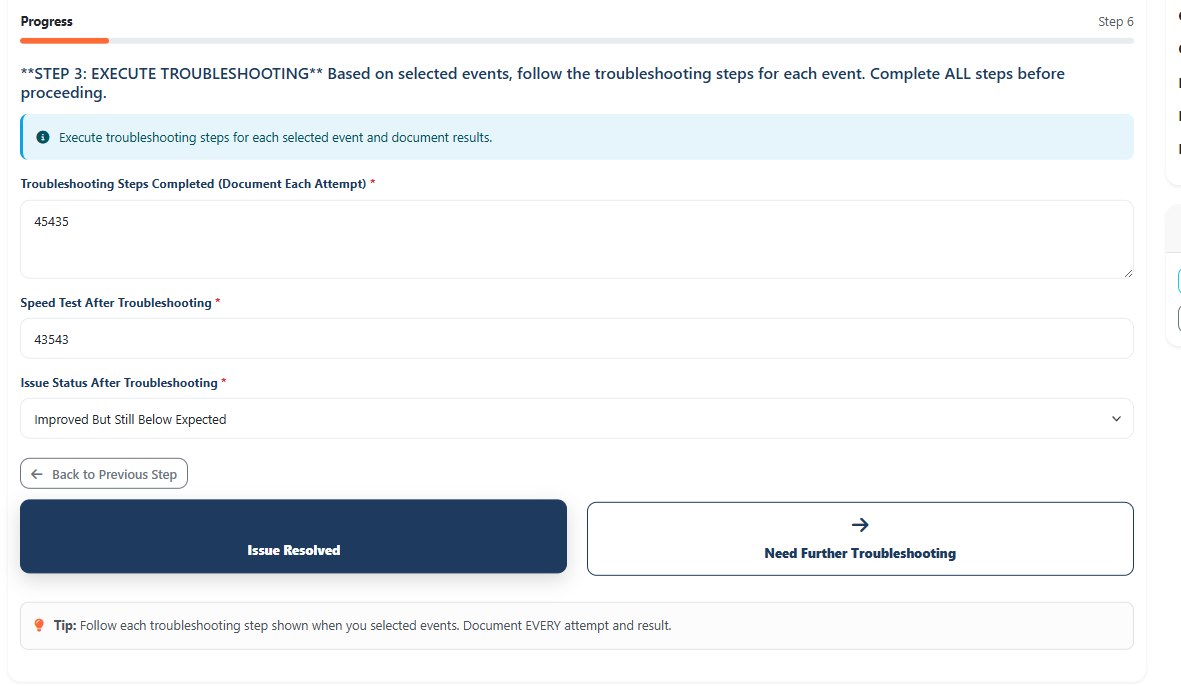 Progress
Step 6
**STEP 3: EXECUTE TROUBLESHOOTING** Based on selected events, follow the troubleshooting steps for each event. Complete ALL steps before
proceeding.
Execute troubleshooting steps for each selected event and document results.
Troubleshooting Steps Completed (Document Each Attempt) *
45435
Speed Test After Troubleshooting *
43543
Issue Status After Troubleshooting *
Improved But Still Below Expected
Back to Previous Step
Issue Resolved
Need Further Troubleshooting
Tip: Follow each troubleshooting step shown when you selected events. Document EVERY attempt and result.